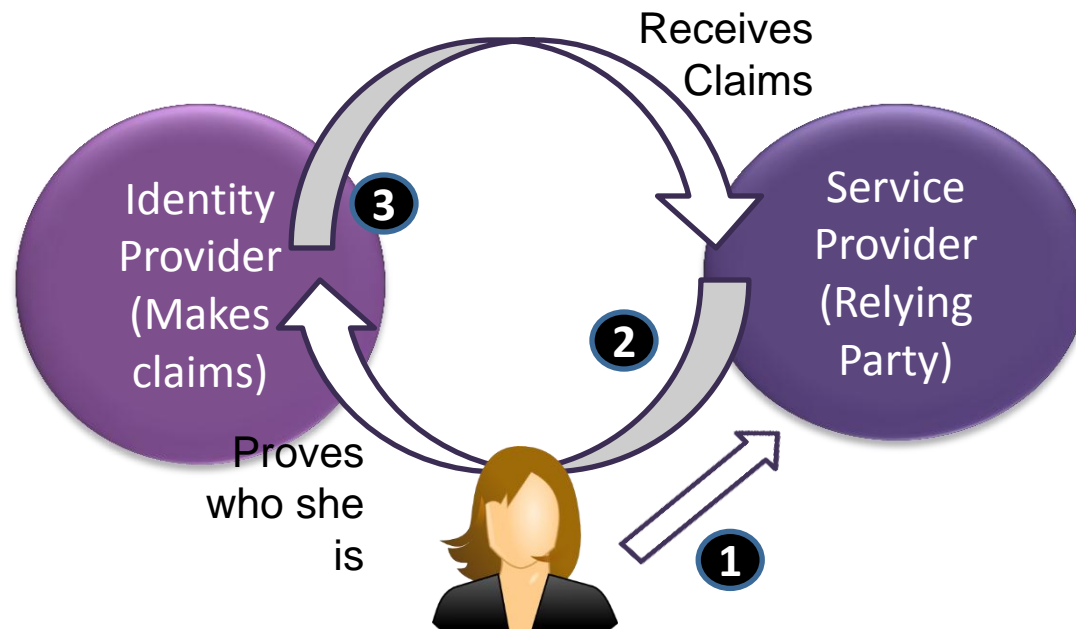 Receives
Claims
Identity
Provider
(Makes
claims)
3
Service
Provider
(Relying
Party)
2
Proves
who she
is
1